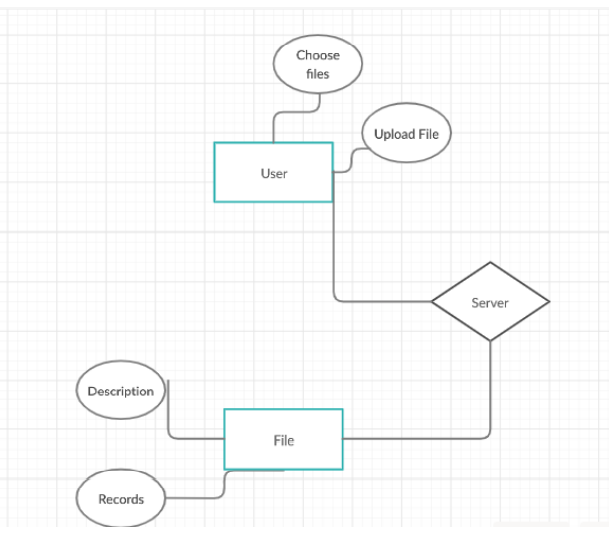 Choose
files
Upload File
User
Server
Description
File
Records